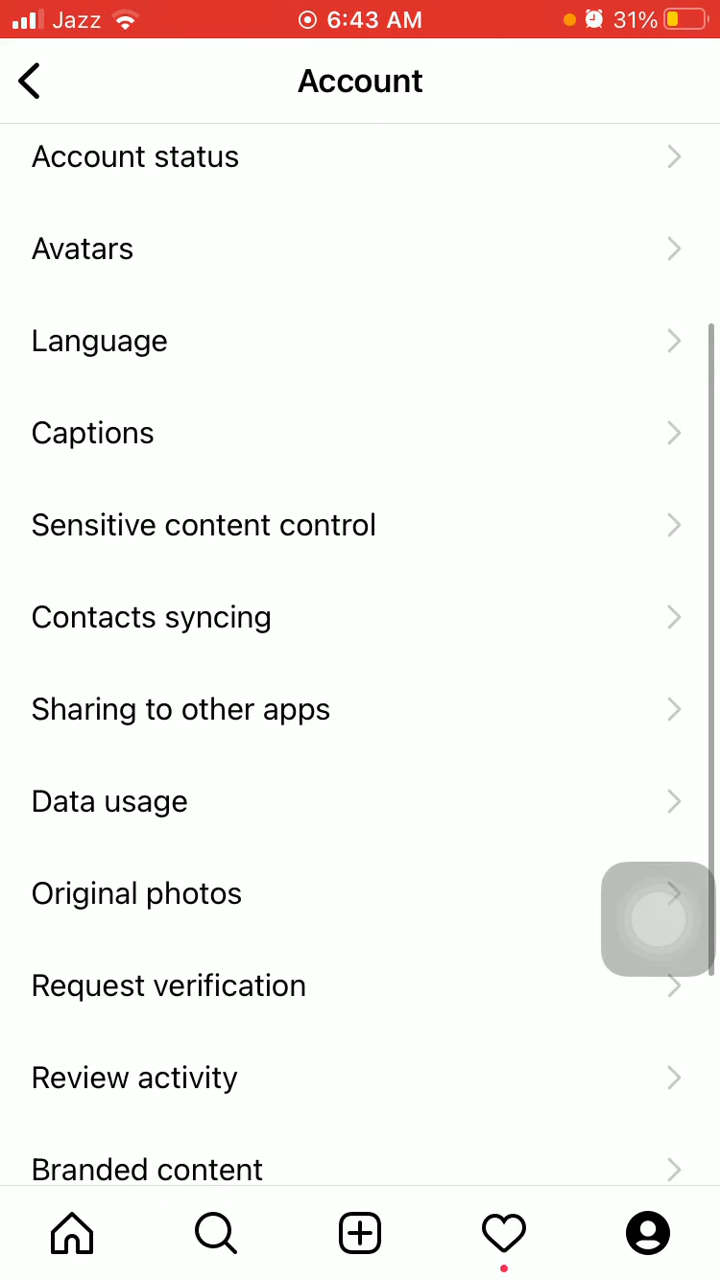 Jazz 6:43 AM 31%
Account
Account status
Avatars
Language
Captions
Sensitive content control
Contacts syncing
Sharing to other apps
Data usage
Original photos
Request verification
Review activity
Branded content